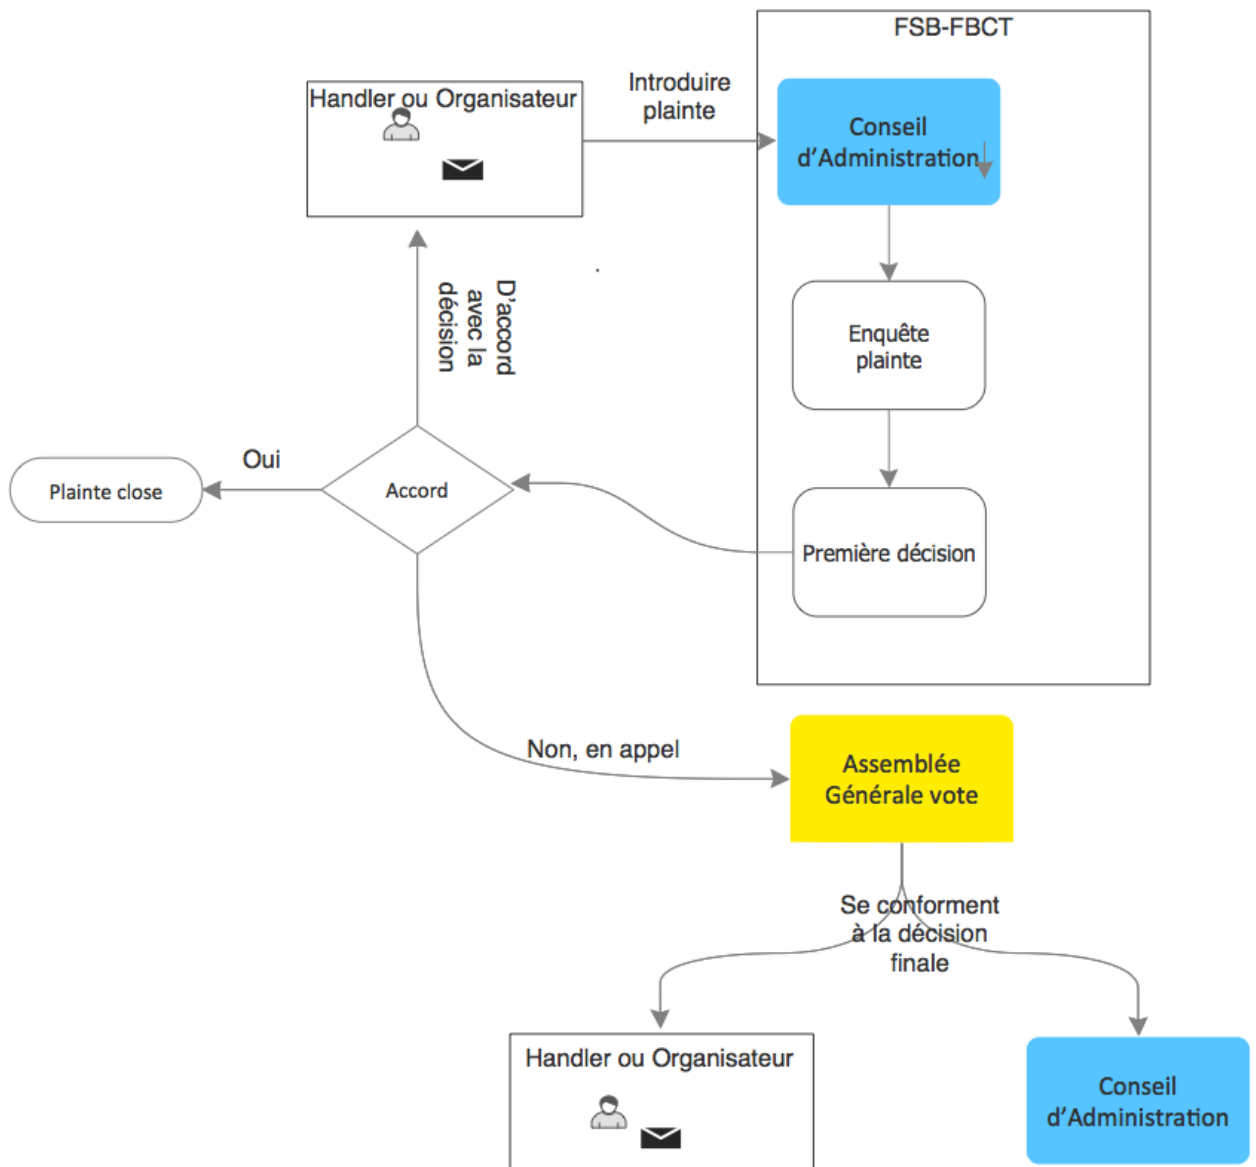 FSB-FBCT
Handler ou Organisateur
Introduire
plainte
Conseil
d’Administration
Enquête
plainte
D'accord
avec la
décision
Oui
Plainte close
Accord
Première décision
Non, en appel
Assemblée
Générale vote
Se conforment
à la décision
finale
Handler ou Organisateur
Conseil
d’Administration